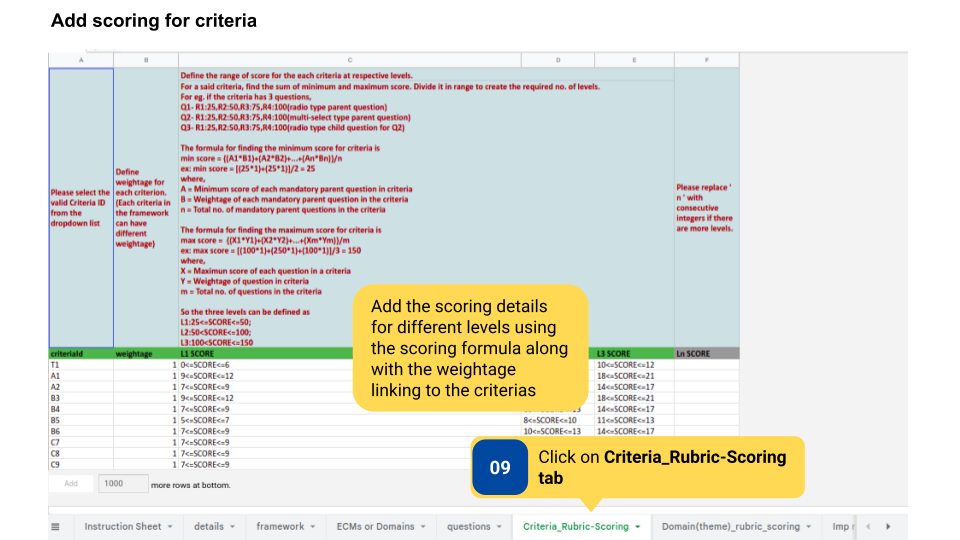 Add scoring for criteria
A B C D E F
Please select the
valid Criteria ID
from the
dropdown list
Define
weightage for
each criterion.
(Each criteria in
the framework
can have
different
weightage)
Define the range of score for the each criteria at respective levels.
For a said criteria, find the sum of minimum and maximum score. Divide it in range to create the required no. of levels.
For eg. if the criteria has 3 questions,
Q1- R1:25,R2:50,R3:75,R4:100(radio type parent question)
Q2- R1:25,R2:50,R3:75,R4:100(multi-select type parent question)
Q3- R1:25,R2:50,R3:75,R4:100(radio type child question for Q2)
The formula for finding the minimum score for criteria is
min score = {(A1*B1)+(A2*B2)+...+(An*Bn)}/n
ex: min score = [(25*1)+(25*1)]/2 = 25
where,
A = Minimum score of each mandatory parent question in criteria
B = Weightage of each mandatory parent question in the criteria
n = Total no. of mandatory parent questions in the criteria
The formula for finding the maximum score for criteria is
max score = {(X1*Y1)+(X2*Y2)+...+(Xm*Ym)}/m
ex: max score = [(100*1)+(250*1)+(100*1)]/3 = 150
where,
X = Maximun score of each question in a criteria
Y = Weightage of question in criteria
m = Total no. of questions in the criteria
So the three levels can be defined as
L1:25<=SCORE<=50;
L2:50<SCORE<=100;
L3:100<SCORE<=150
Please replace '
n ' with
consecutive
integers if there
are more levels.
criteriaId weightage L1 SCORE L3 SCORE Ln SCORE
T1 1 0<=SCORE<=6 10<=SCORE<=12
A1 1 9<=SCORE<=12 18<=SCORE<=21
A2 1 7<=SCORE<=9 14<=SCORE<=17
B3 1 9<=SCORE<=12 18<=SCORE<=21
B4 1 7<=SCORE<=9 14<=SCORE<=17
B5 1 5<=SCORE<=7 8<=SCORE<=10 11<=SCORE<=13
B6 1 7<=SCORE<=9 10<=SCORE<=13 14<=SCORE<=17
C7 1 7<=SCORE<=9
C8 1 7<=SCORE<=9
C9 1 7<=SCORE<=9
Add the scoring details
for different levels using
the scoring formula along
with the weightage
linking to the criterias
09 Click on Criteria_Rubric-Scoring
tab
Add 1000 more rows at bottom.
Instruction Sheet details framework ECMs or Domains questions Criteria_Rubric-Scoring Domain(theme)_rubric_scoring Imp